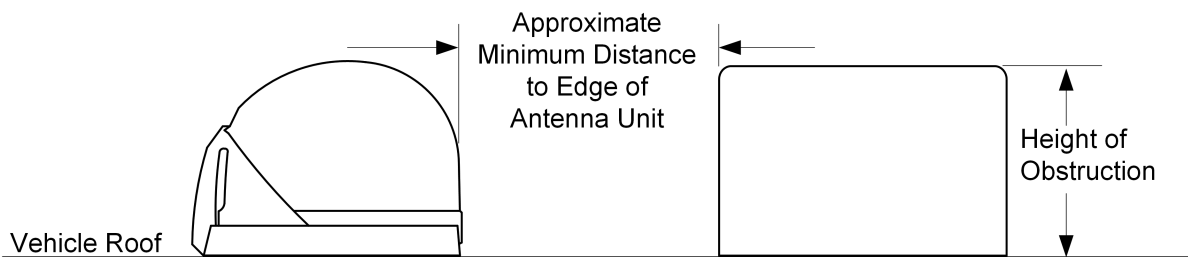 Approximate
Minimum Distance
to Edge of
Antenna Unit
Height of
Obstruction
Vehicle Roof